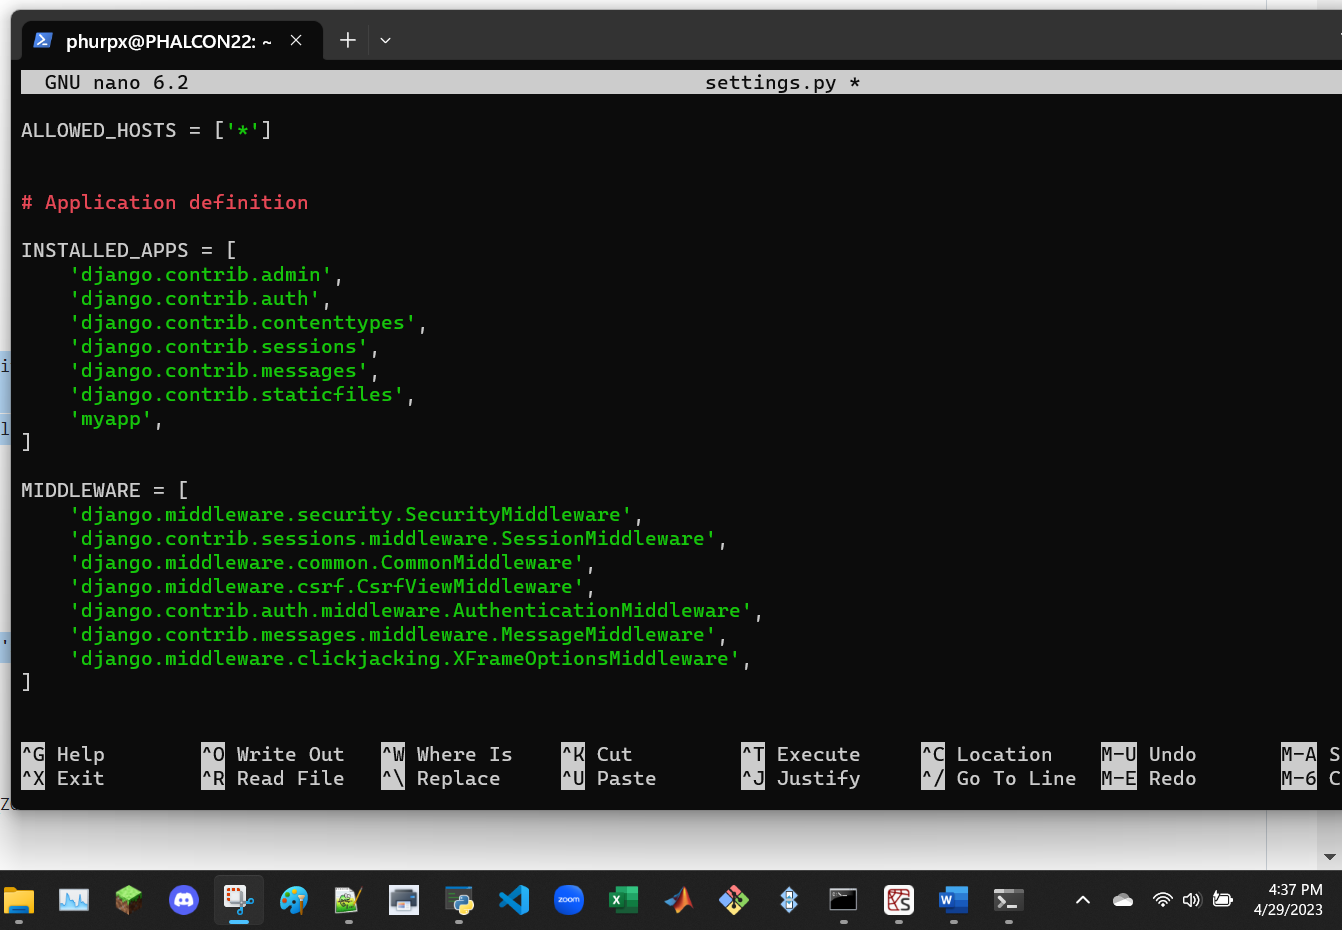 phurpx@PHALCON22: ~
GNU nano 6.2 settings.py *
ALLOWED_HOSTS = ['*']
# Application definition
INSTALLED_APPS = [
'django.contrib.admin',
'django.contrib.auth',
'django.contrib.contenttypes',
'django.contrib.sessions',
'django.contrib.messages',
'django.contrib.staticfiles',
'myapp',
]
MIDDLEWARE = [
'django.middleware.security.SecurityMiddleware',
'django.contrib.sessions.middleware.SessionMiddleware',
'django.middleware.common.CommonMiddleware',
'django.middleware.csrf.CsrfViewMiddleware',
'django.contrib.auth.middleware.AuthenticationMiddleware',
'django.contrib.messages.middleware.MessageMiddleware',
'django.middleware.clickjacking.XFrameOptionsMiddleware',
]
^G Help ^O Write Out ^W Where Is ^K Cut ^T Execute ^C Location M-U Undo M-A S
^X Exit ^R Read File ^\ Replace ^U Paste ^J Justify ^/ Go To Line M-E Redo M-6 C
zoom
4:37 PM
4/29/2023